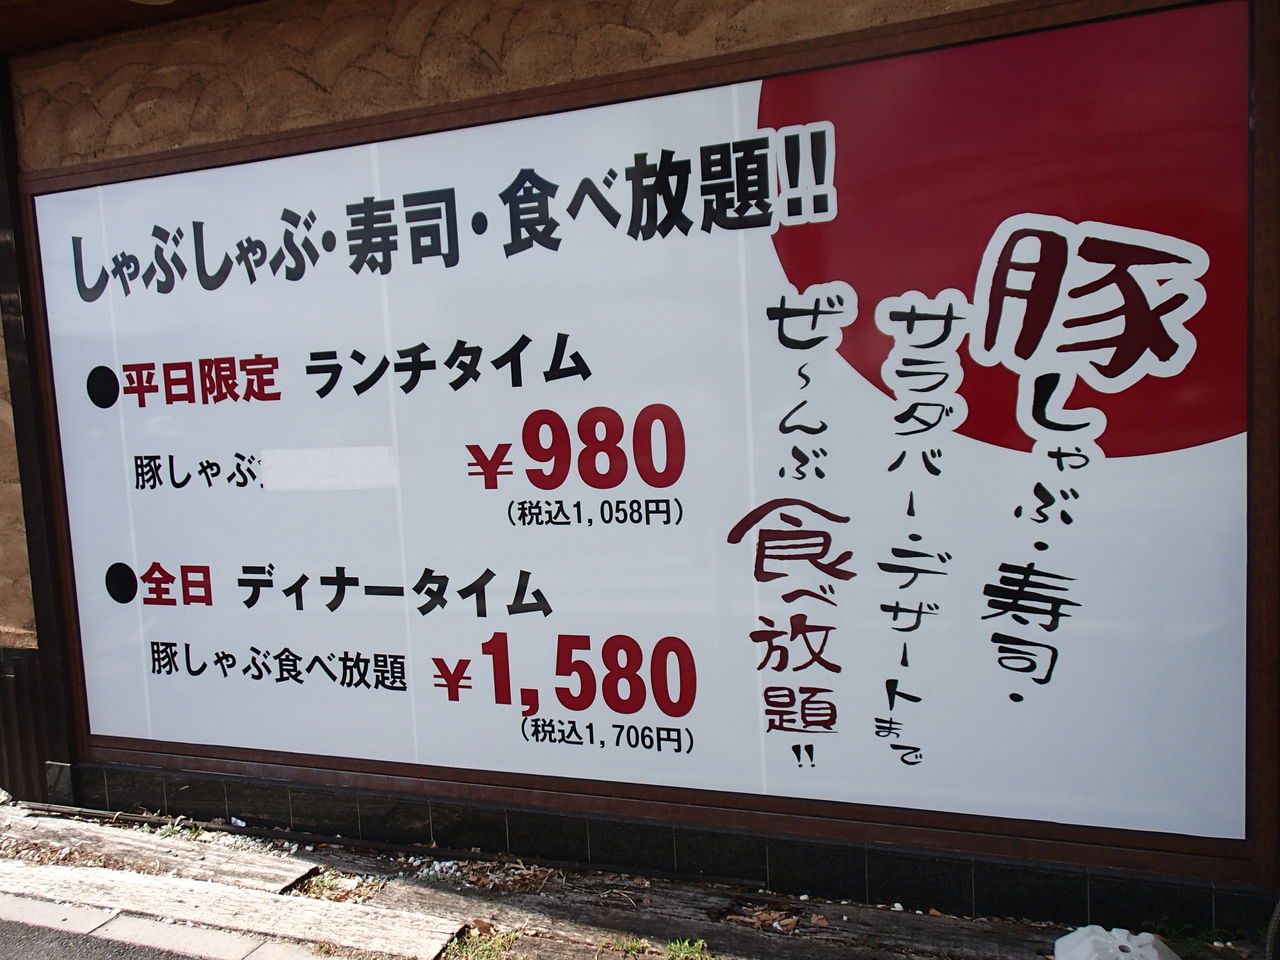 しゃぶしゃぶ・寿司・食べ放題!!
●平日限定 ランチタイム
豚しゃぶ
¥980
(税込1,058円)
●全日 ディナータイム
豚しゃぶ食べ放題 ¥1,580
(税込1,706円)
豚しゃぶ・寿司・
サラダバー・デザートまで
ぜ〜んぶ食べ放題!!